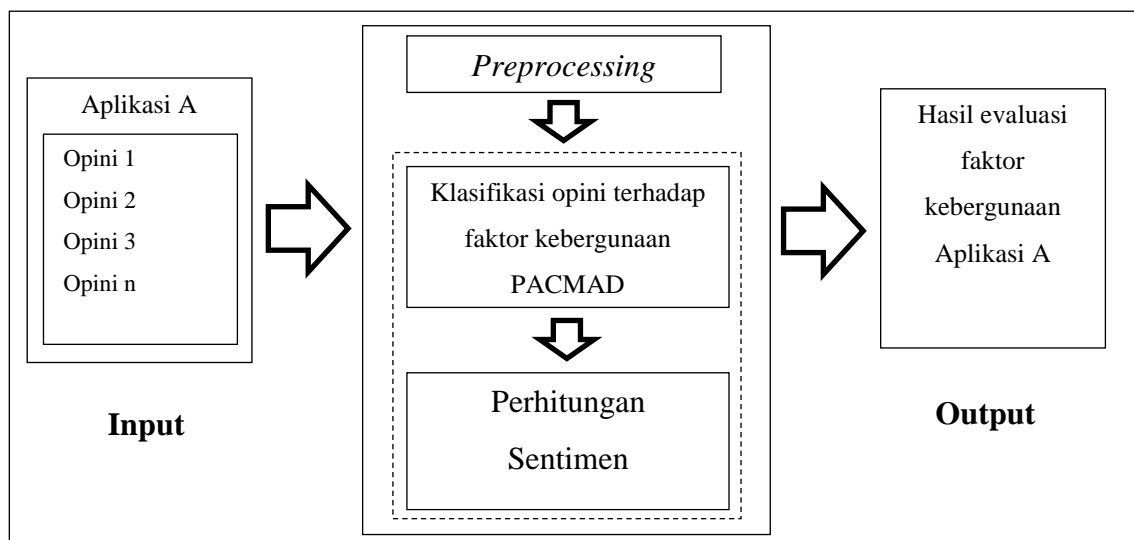 Aplikasi A
Opini 1
Opini 2
Opini 3
Opini n
Input
Preprocessing
Klasifikasi opini terhadap
faktor kebergunaan
PACMAD
Perhitungan
Sentimen
Hasil evaluasi
faktor
kebergunaan
Aplikasi A
Output